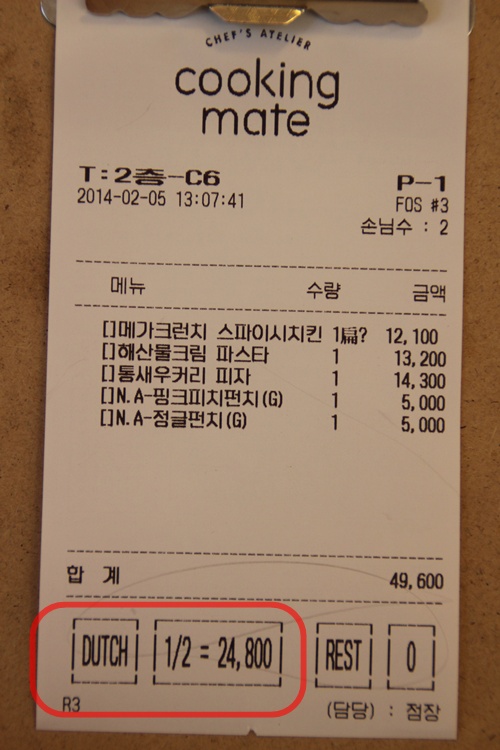 CHEF'S ATELIER
cooking
mate
T:2층-C6 P-1
2014-02-05 13:07:41 FOS #3
손님수 : 2
메뉴 수량 금액
[]메가크런치 스파이시치킨 1扁? 12,100
[]해산물크림 파스타 1 13,200
[]통새우커리 피자 1 14,300
[]N.A-핑크피치펀치(G) 1 5,000
[]N.A-정글펀치(G) 1 5,000
합 계 49,600
DUTCH 1/2 = 24,800 REST 0
R3 (담당) : 점장